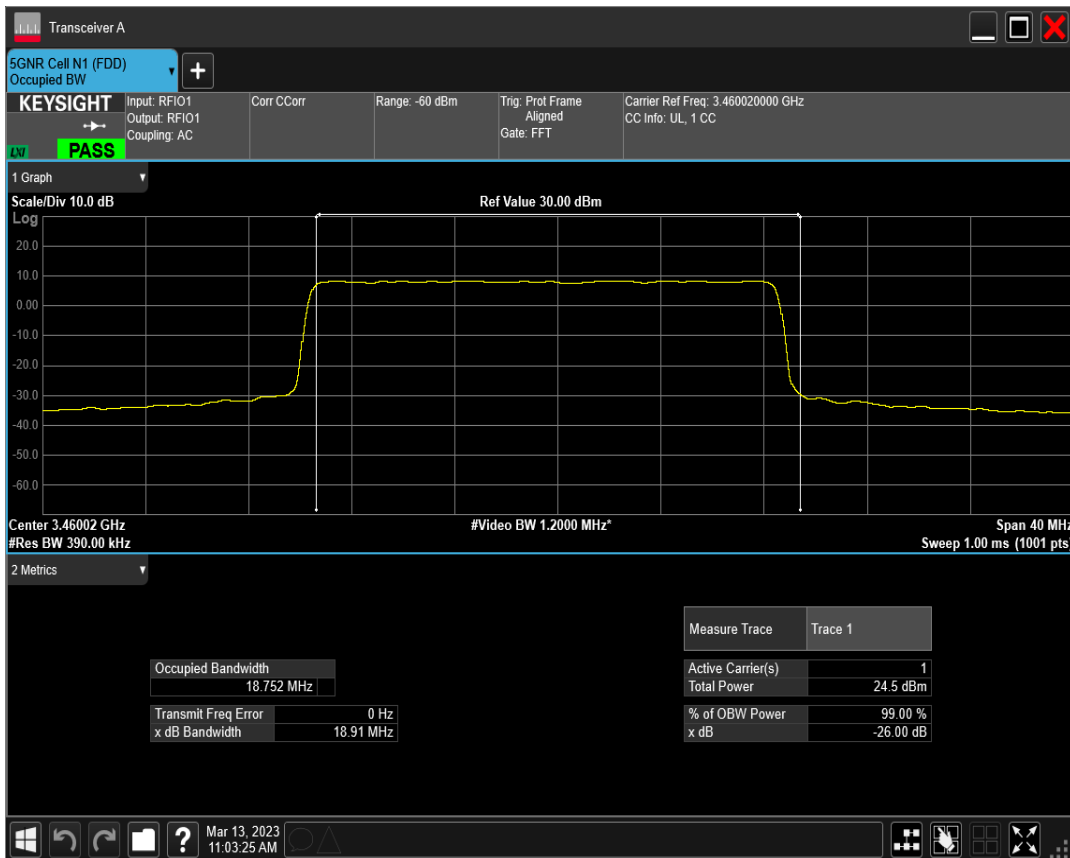 Transceiver A
5GNR Cell N1 (FDD)
Occupied BW
KEYSIGHT
LXI
PASS
Input: RFIO1
Output: RFIO1
Coupling: AC
Corr CCorr
Range: -60 dBm
Trig: Prot Frame
Aligned
Gate: FFT
Carrier Ref Freq: 3.460020000 GHz
CC Info: UL, 1 CC
1 Graph
Scale/Div 10.0 dB
Ref Value 30.00 dBm
Log
20.0
10.0
0.00
-10.0
-20.0
-30.0
-40.0
-50.0
-60.0
Center 3.46002 GHz
#Video BW 1.2000 MHz*
Span 40 MHz
#Res BW 390.00 kHz
Sweep 1.00 ms (1001 pts)
2 Metrics
Measure Trace Trace 1
Occupied Bandwidth
18.752 MHz
Active Carrier(s) 1
Total Power 24.5 dBm
Transmit Freq Error 0 Hz
x dB Bandwidth 18.91 MHz
% of OBW Power 99.00 %
x dB -26.00 dB
?
Mar 13, 2023
11:03:25 AM